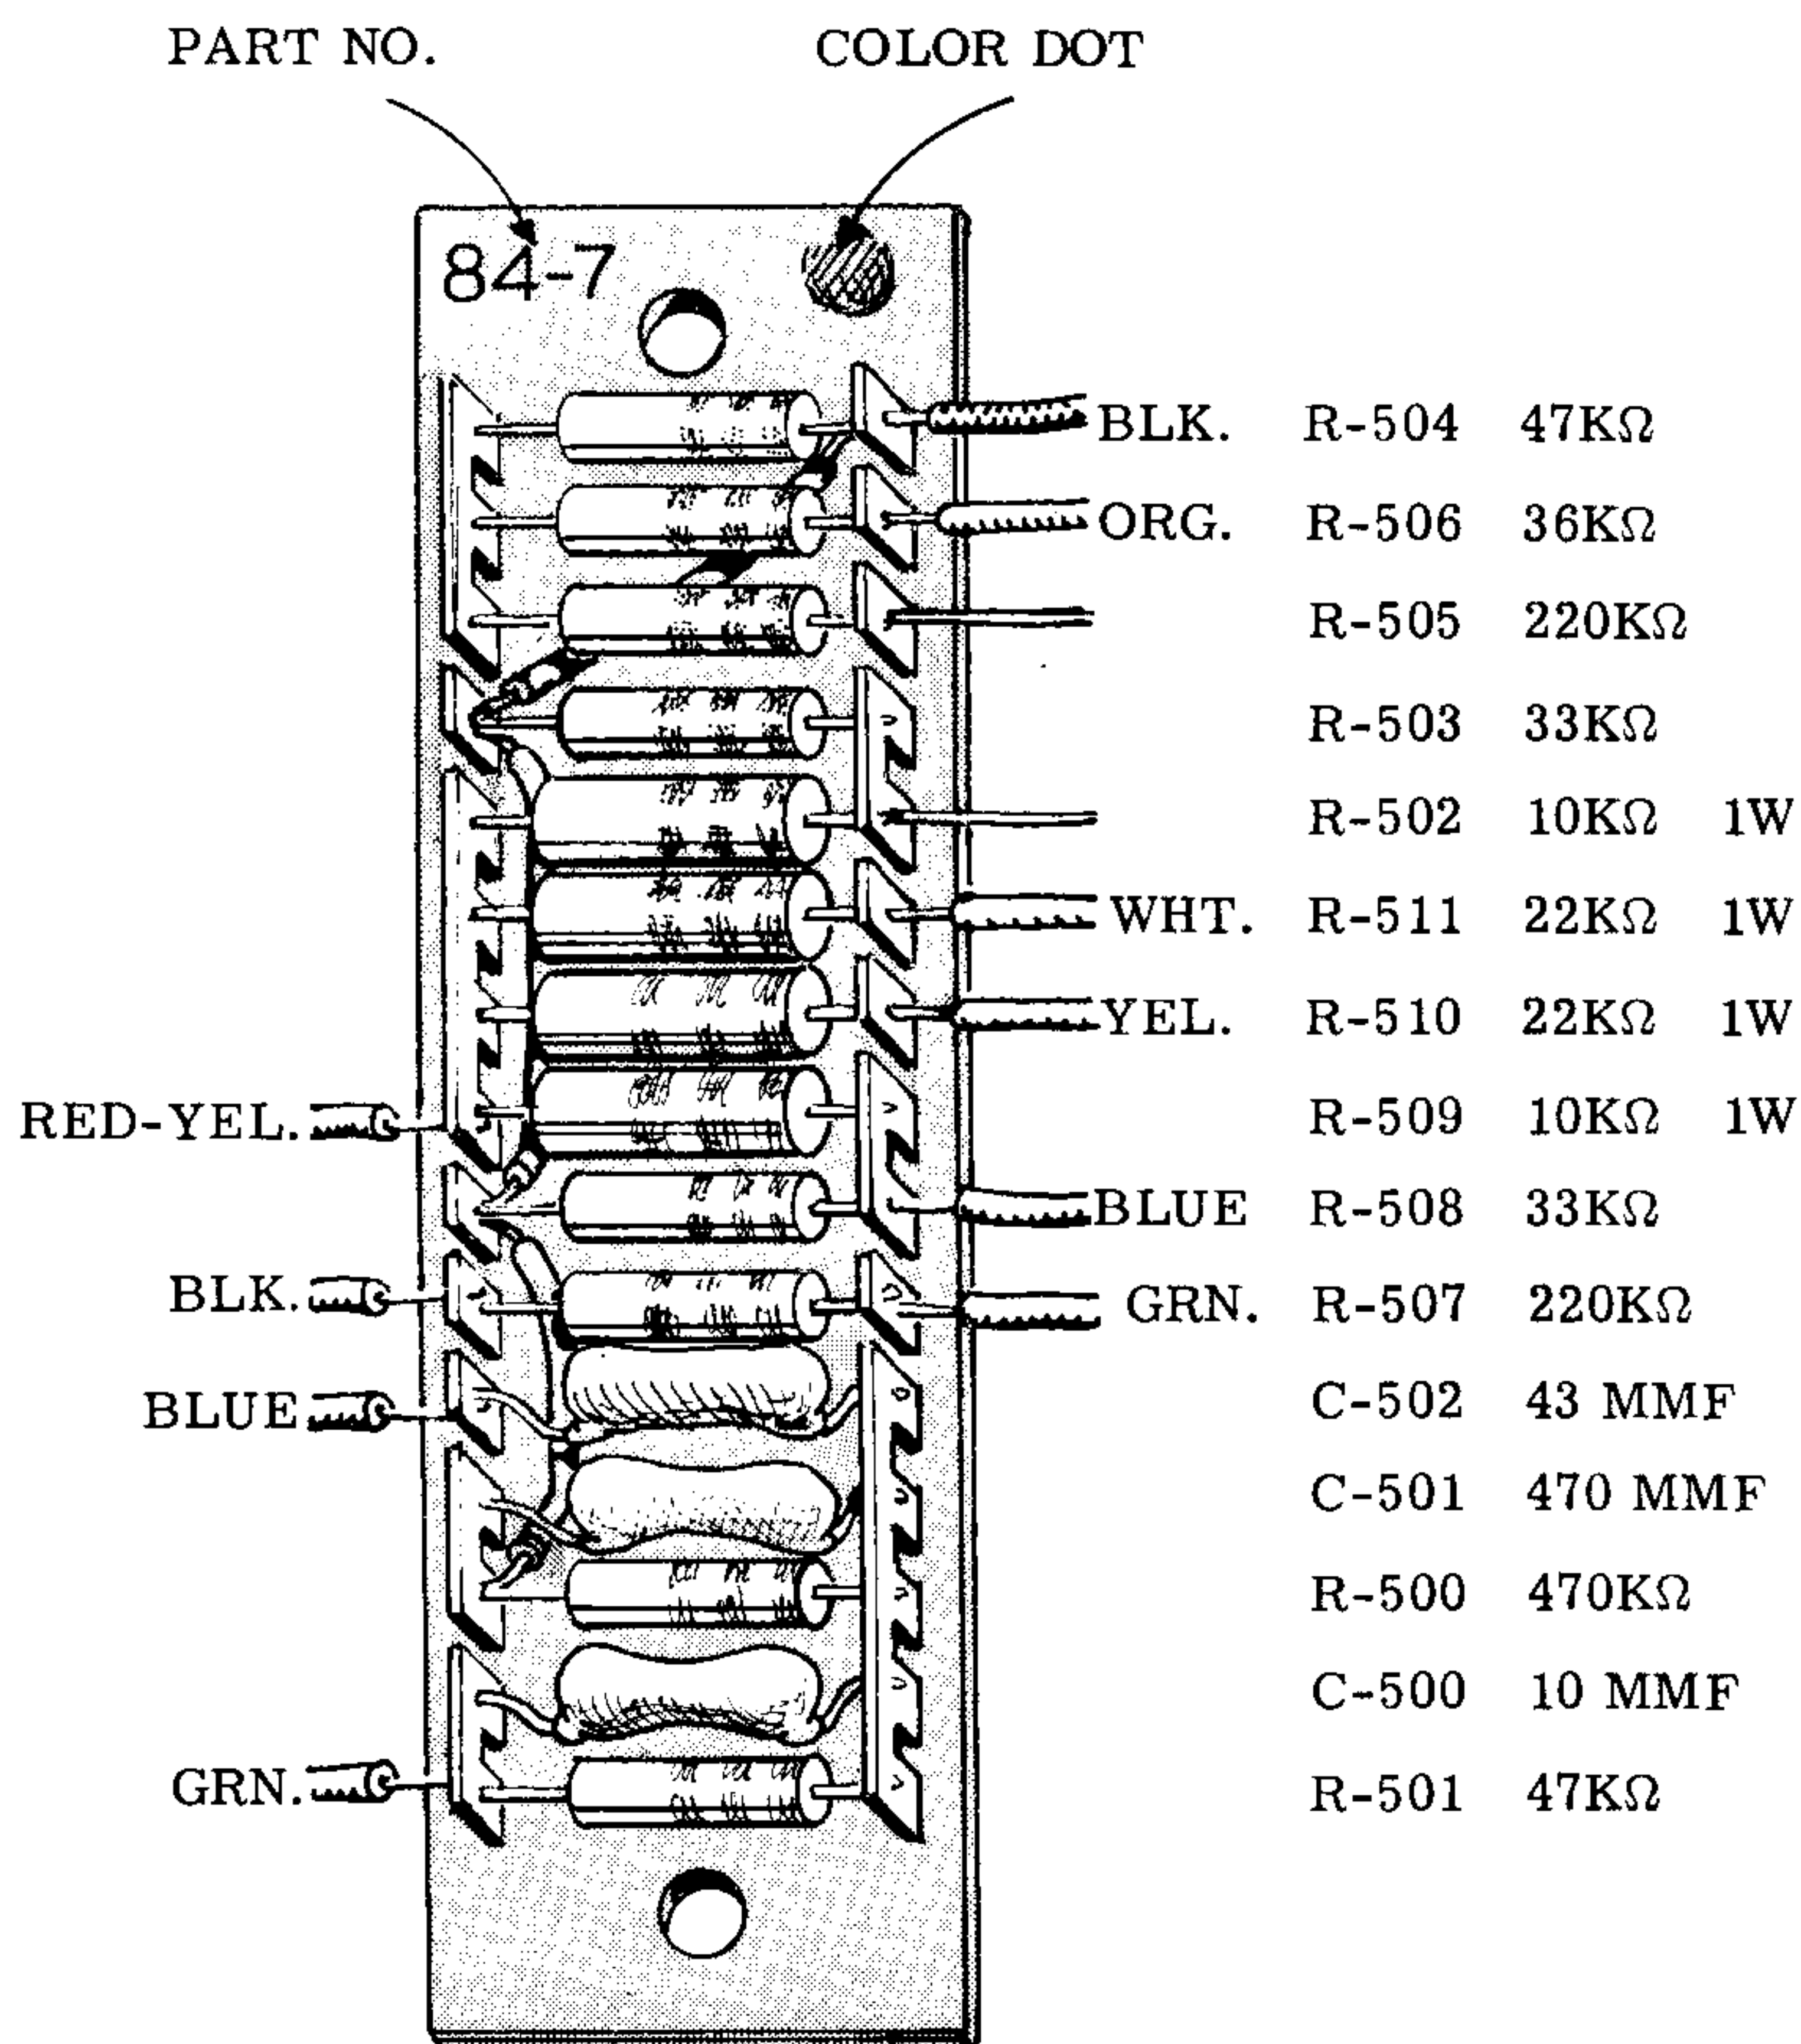 PART NO. COLOR DOT
84-7
BLK. R-504 47KΩ
ORG. R-506 36KΩ
R-505 220KΩ
R-503 33KΩ
R-502 10KΩ 1W
WHT. R-511 22KΩ 1W
YEL. R-510 22KΩ 1W
RED-YEL. R-509 10KΩ 1W
BLUE R-508 33KΩ
BLK. GRN. R-507 220KΩ
BLUE C-502 43 MMF
C-501 470 MMF
R-500 470KΩ
C-500 10 MMF
GRN. R-501 47KΩ